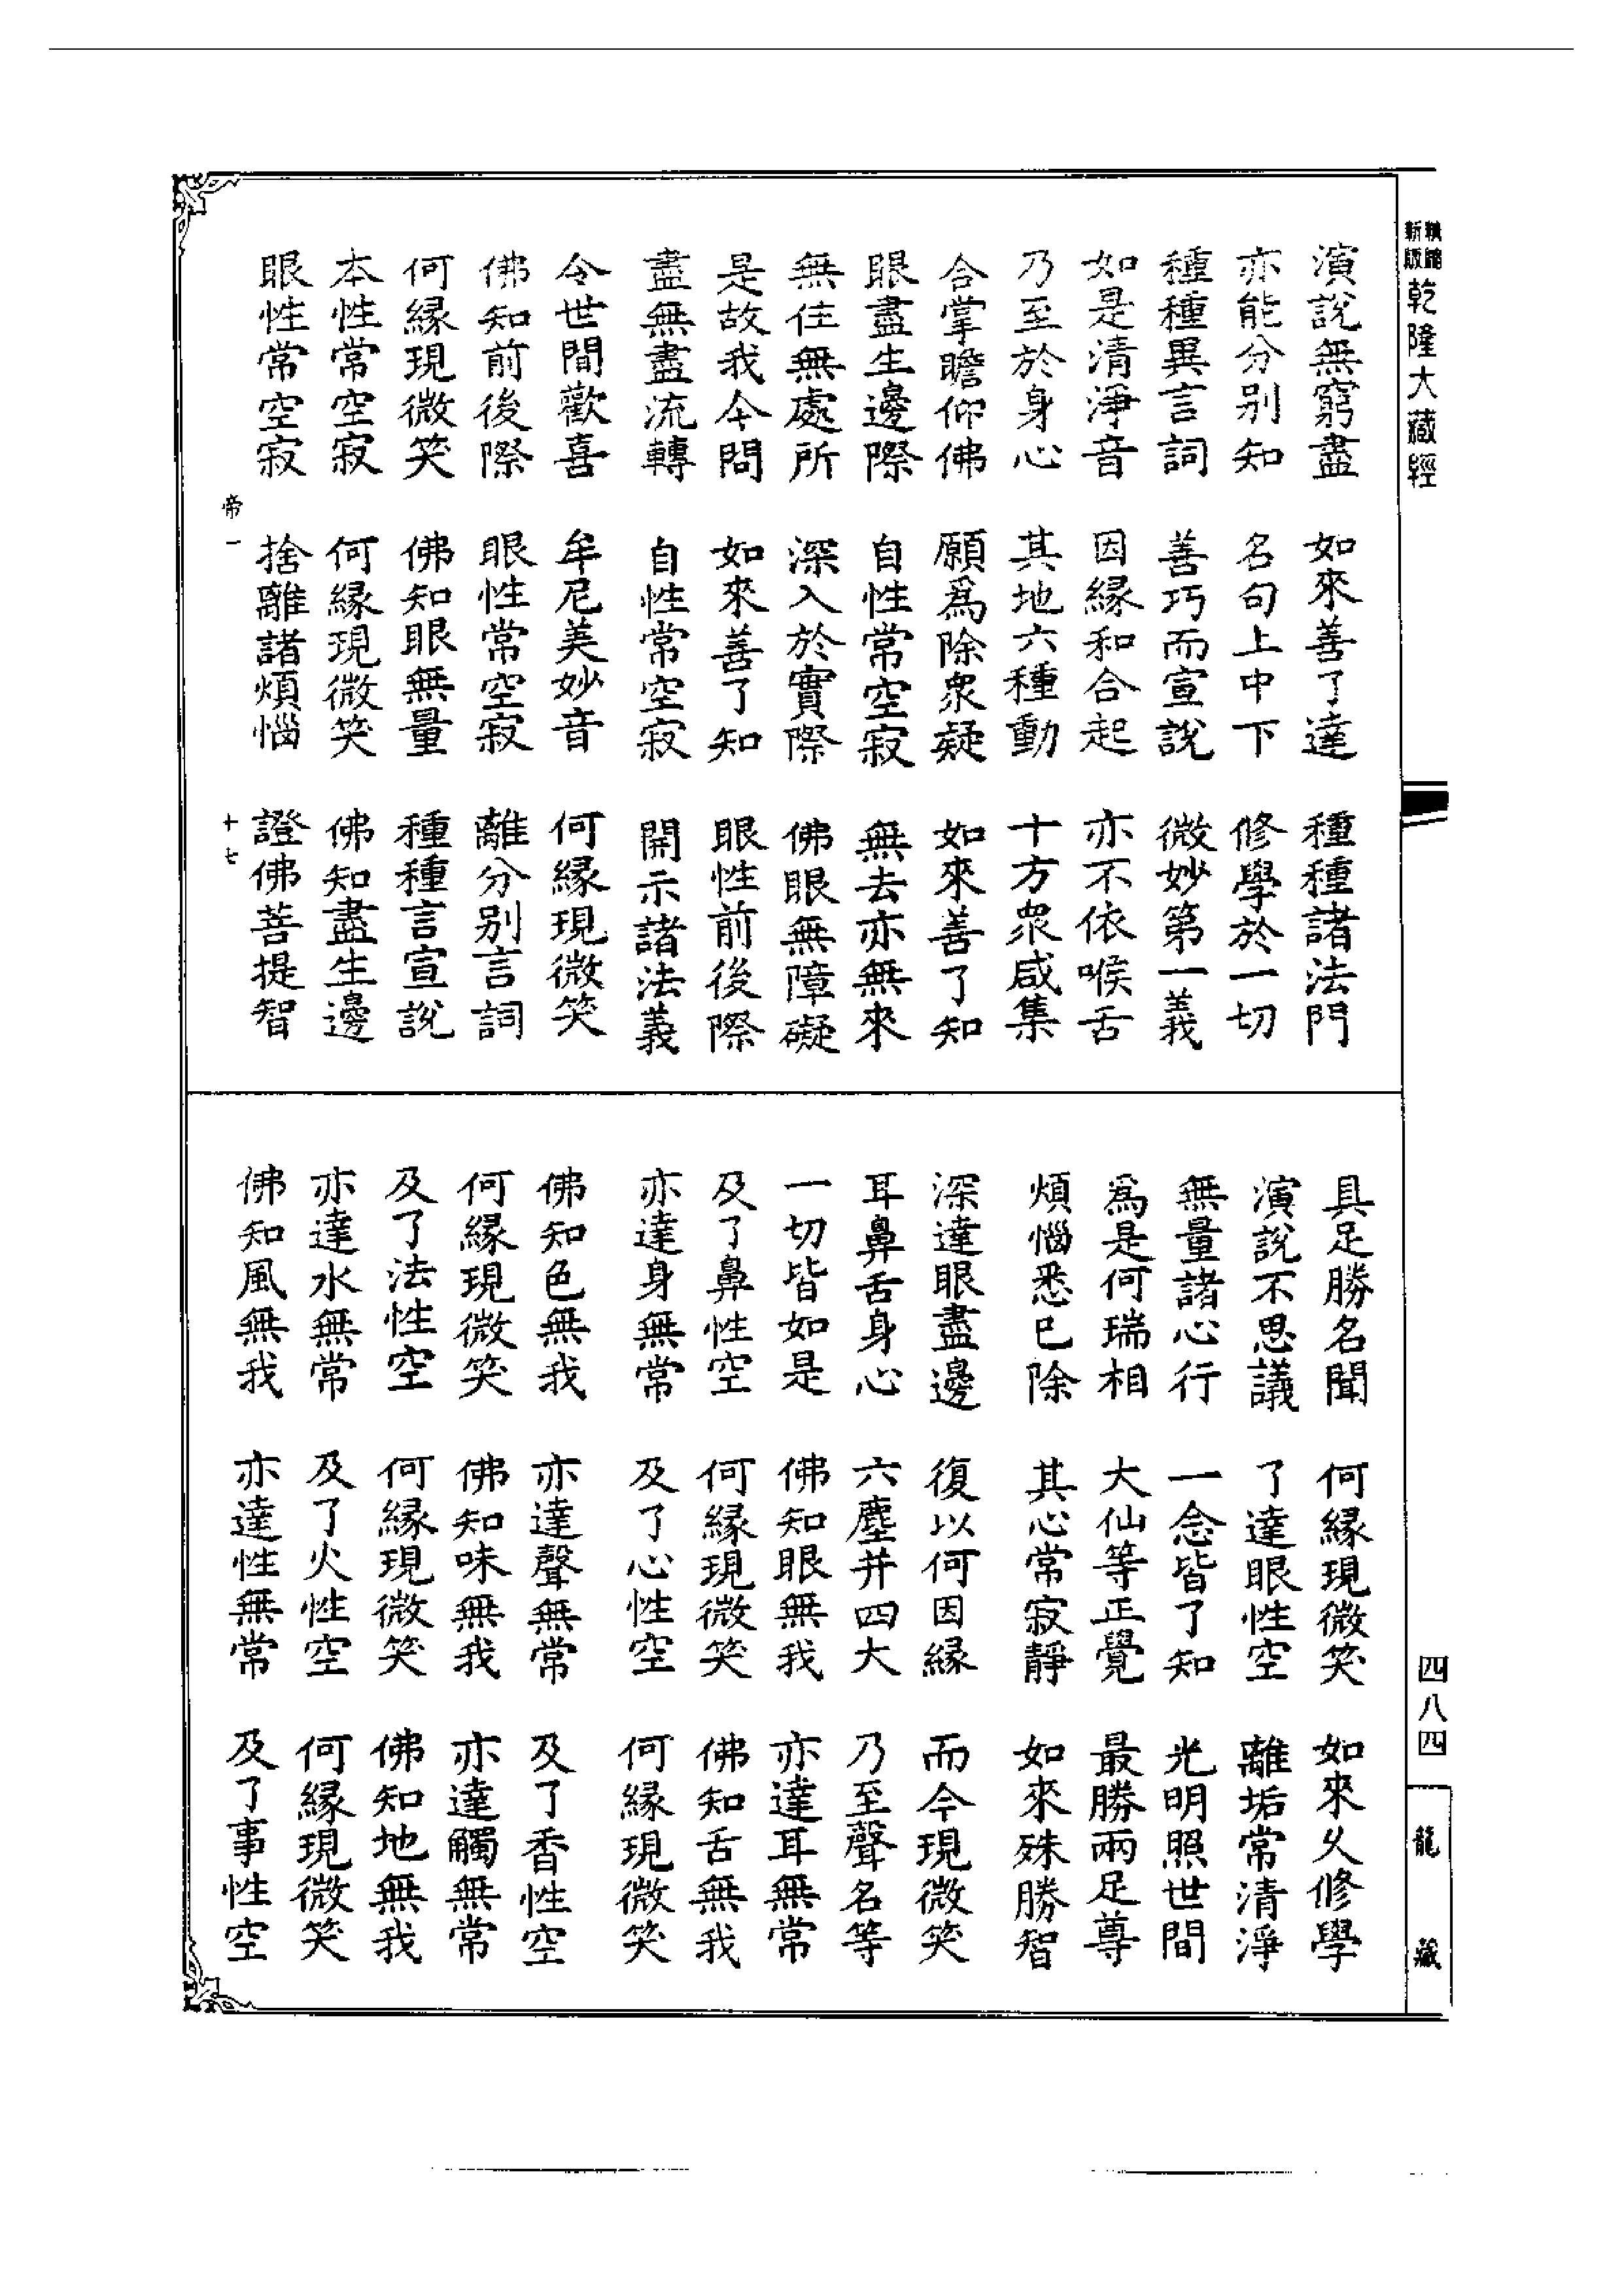 新版
精縮
乾隆大藏經
演說無窮盡　如來善了達　種種諸法門
亦能分别知　名句上中下　修學於一切
種種異言詞　善巧而宣說　微妙第一義
如是清淨音　因緣和合起　亦不依喉舌
乃至於身心　其地六種動　十方衆咸集
合掌瞻仰佛　願爲除衆疑　如來善了知
眼盡生邊際　自性常空寂　無去亦無來
無住無處所　深入於實際　佛眼無障礙
是故我今問　如來善了知　眼性前後際
盡無盡流轉　自性常空寂　開示諸法義
令世間歡喜　牟尼美妙音　何緣現微笑
佛知前後際　眼性常空寂　離分别言詞
何緣現微笑　佛知眼無量　種種言宣說
本性常空寂　何緣現微笑　佛知盡生邊
眼性常空寂　捨離諸煩惱　證佛菩提智
帝一　十七
具足勝名聞　何緣現微笑　如來久修學
演說不思議　了達眼性空　離垢常清淨
無量諸心行　一念皆了知　光明照世間
爲是何瑞相　大仙等正覺　最勝兩足尊
煩惱悉已除　其心常寂靜　如來殊勝智
深達眼盡邊　復以何因緣　而今現微笑
耳鼻舌身心　六塵并四大　乃至聲名等
一切皆如是　佛知眼無我　亦達耳無常
及了鼻性空　何緣現微笑　佛知舌無我
亦達身無常　及了心性空　何緣現微笑
佛知色無我　亦達聲無常　及了香性空
何緣現微笑　佛知味無我　亦達觸無常
及了法性空　何緣現微笑　佛知地無我
亦達水無常　及了火性空　何緣現微笑
佛知風無我　亦達性無常　及了事性空
四八四
龍藏